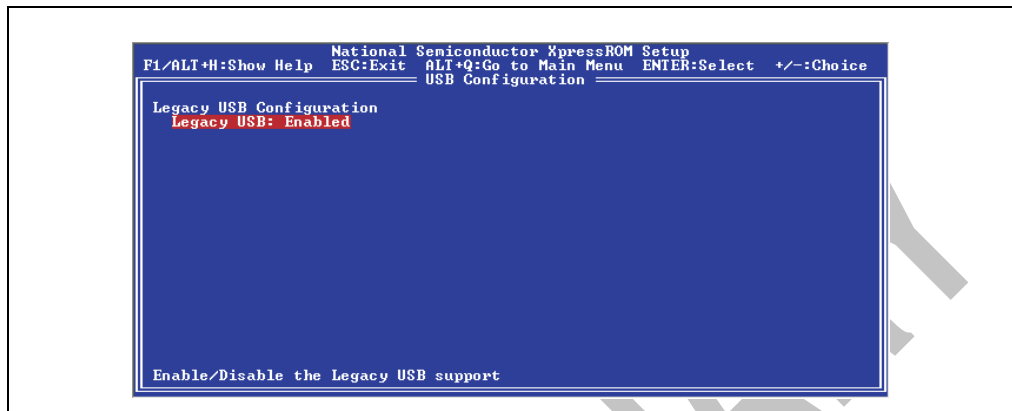 National Semiconductor XpressROM Setup
F1/ALT+H:Show Help ESC:Exit ALT+Q:Go to Main Menu ENTER:Select +/-:Choice
USB Configuration
Legacy USB Configuration
Legacy USB: Enabled
Enable/Disable the Legacy USB support